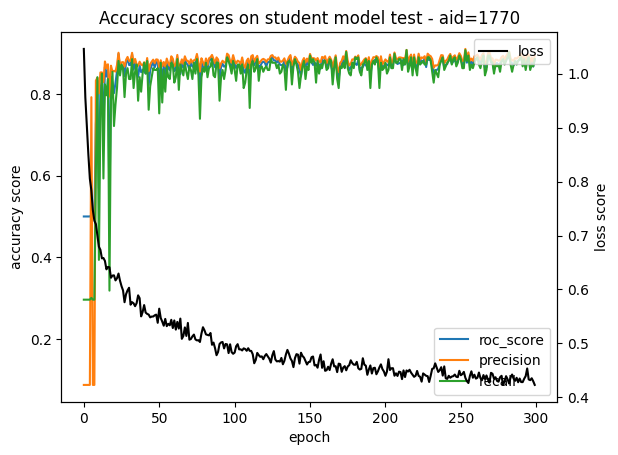 Accuracy scores on student model test - aid=1770
loss
0.8
0.6
0.4
0.2
accuracy score
1.0
0.9
0.8
0.7
0.6
0.5
0.4
loss score
roc_score
precision
recall
0
50
100
150
200
250
300
epoch